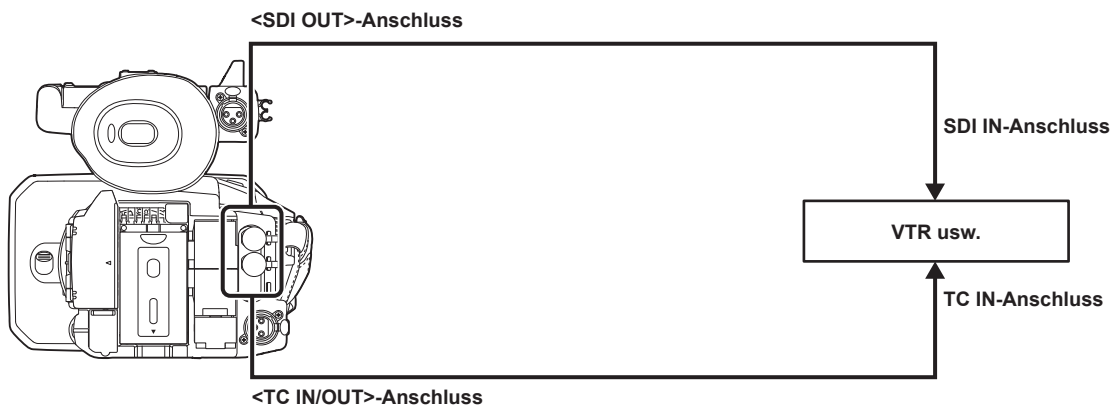 <SDI OUT>-Anschluss
SDI IN-Anschluss
VTR usw.
TC IN-Anschluss
<TC IN/OUT>-Anschluss